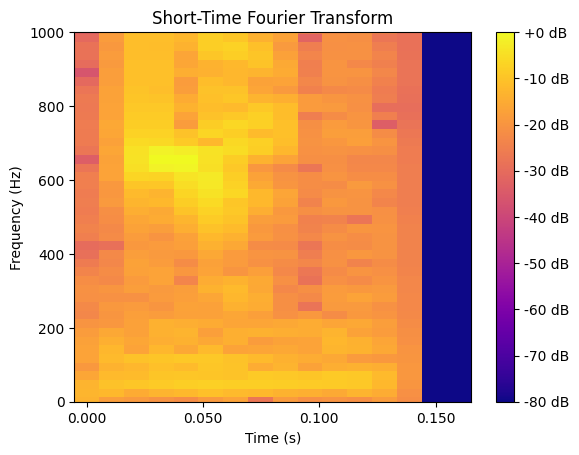 Short-Time Fourier Transform
1000
800
600
400
200
0
Frequency (Hz)
0.000
0.050
0.100
0.150
Time (s)
+0 dB
-10 dB
-20 dB
-30 dB
-40 dB
-50 dB
-60 dB
-70 dB
-80 dB